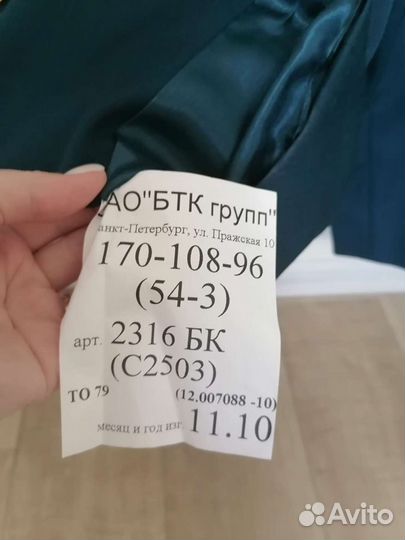 АО"БТК групп"
анкт-Петербург, ул. Пражская 10
170-108-96
(54-3)
арт. 2316 БК
(С2503)
ТО 79 (12.007088 -10)
месяц и год изг. 11.10
Avito